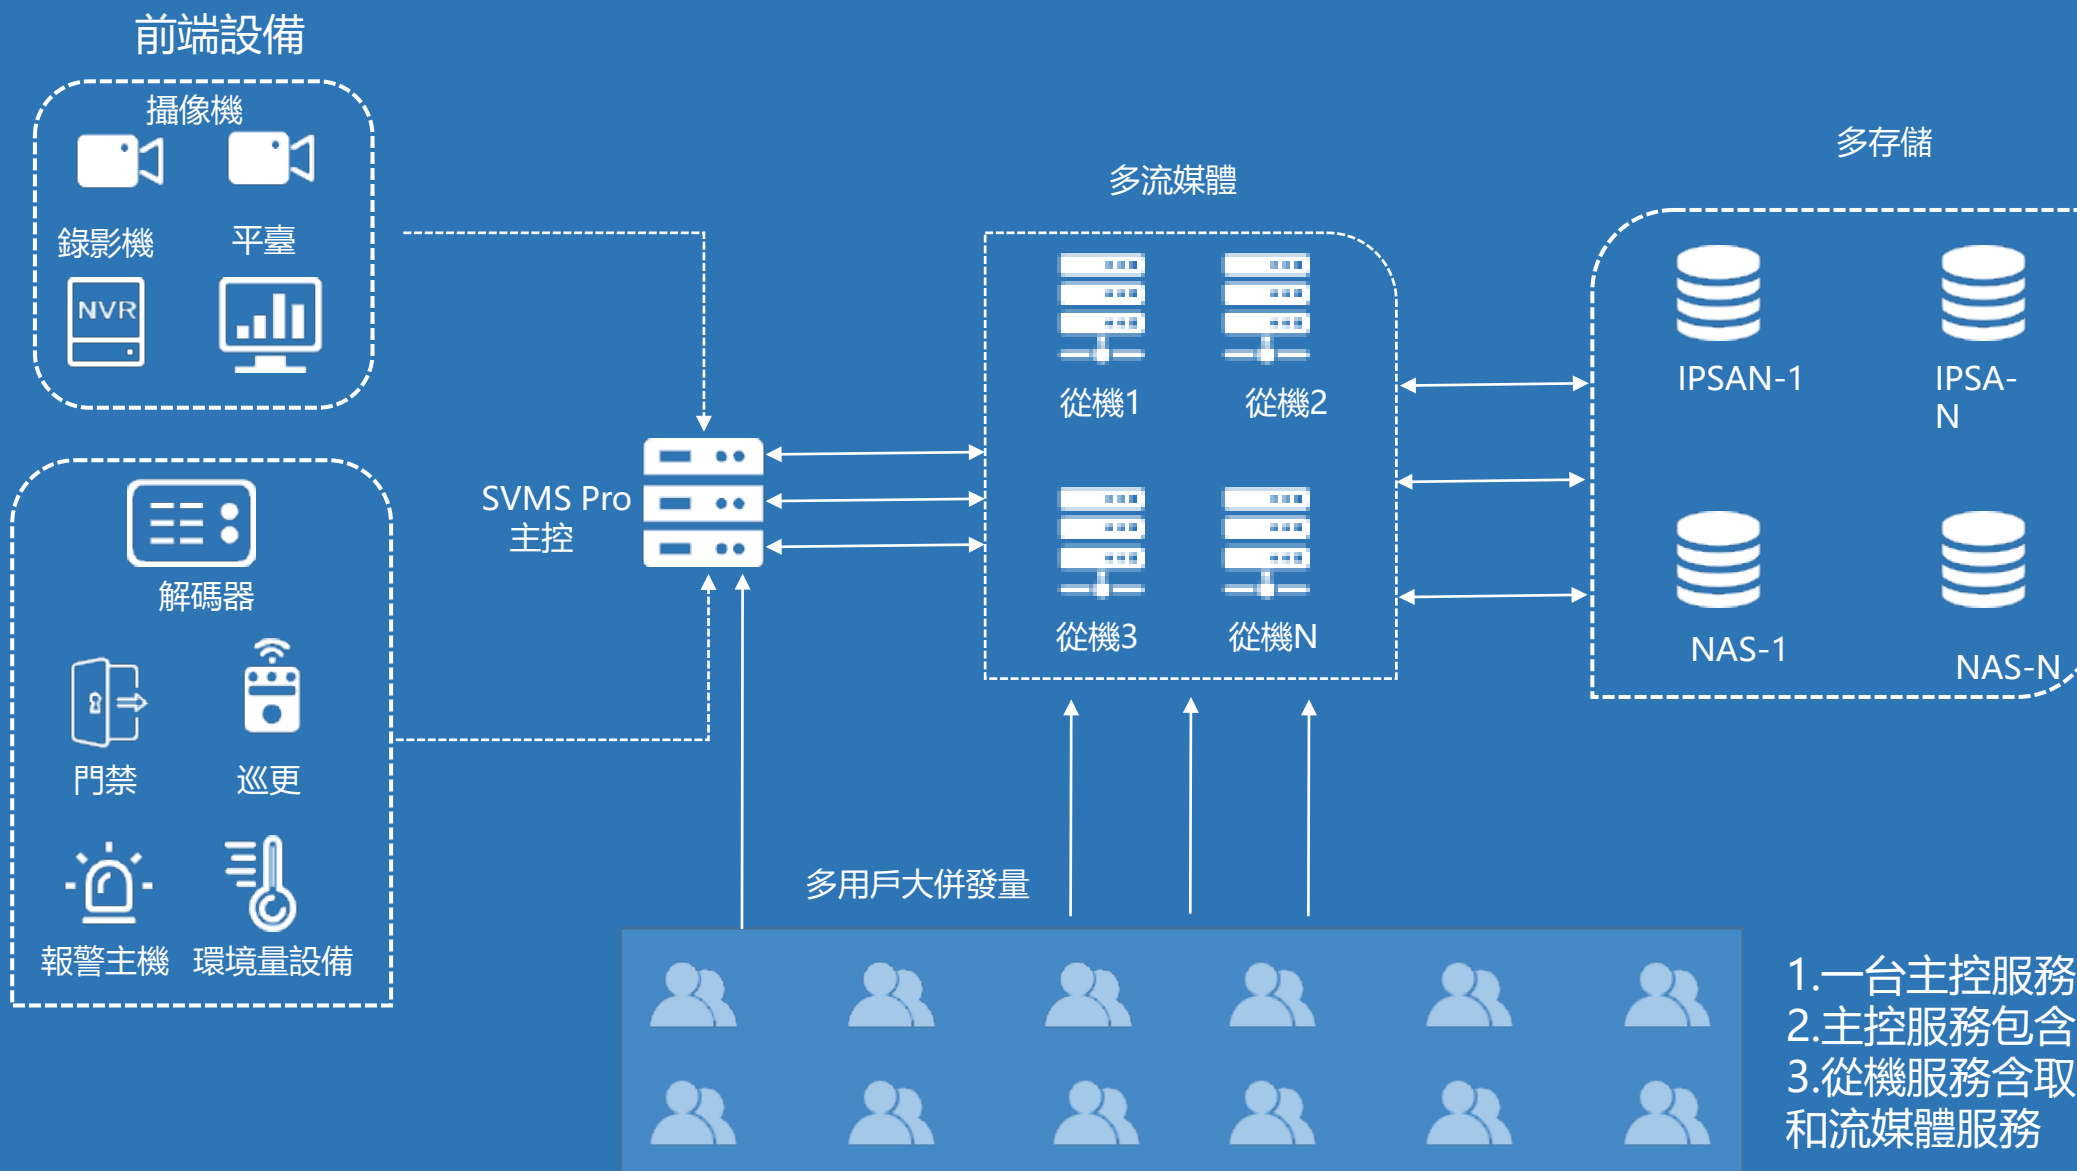 前端設備
攝像機
錄影機
平臺
NVR
解碼器
門禁
巡更
報警主機
環境量設備
SVMS Pro
主控
多流媒體
從機1
從機2
從機3
從機N
多存儲
IPSAN-1
IPSA-
N
NAS-1
NAS-N
多用戶大併發量
1.一台主控服務
2.主控服務包含
3.從機服務含取
和流媒體服務